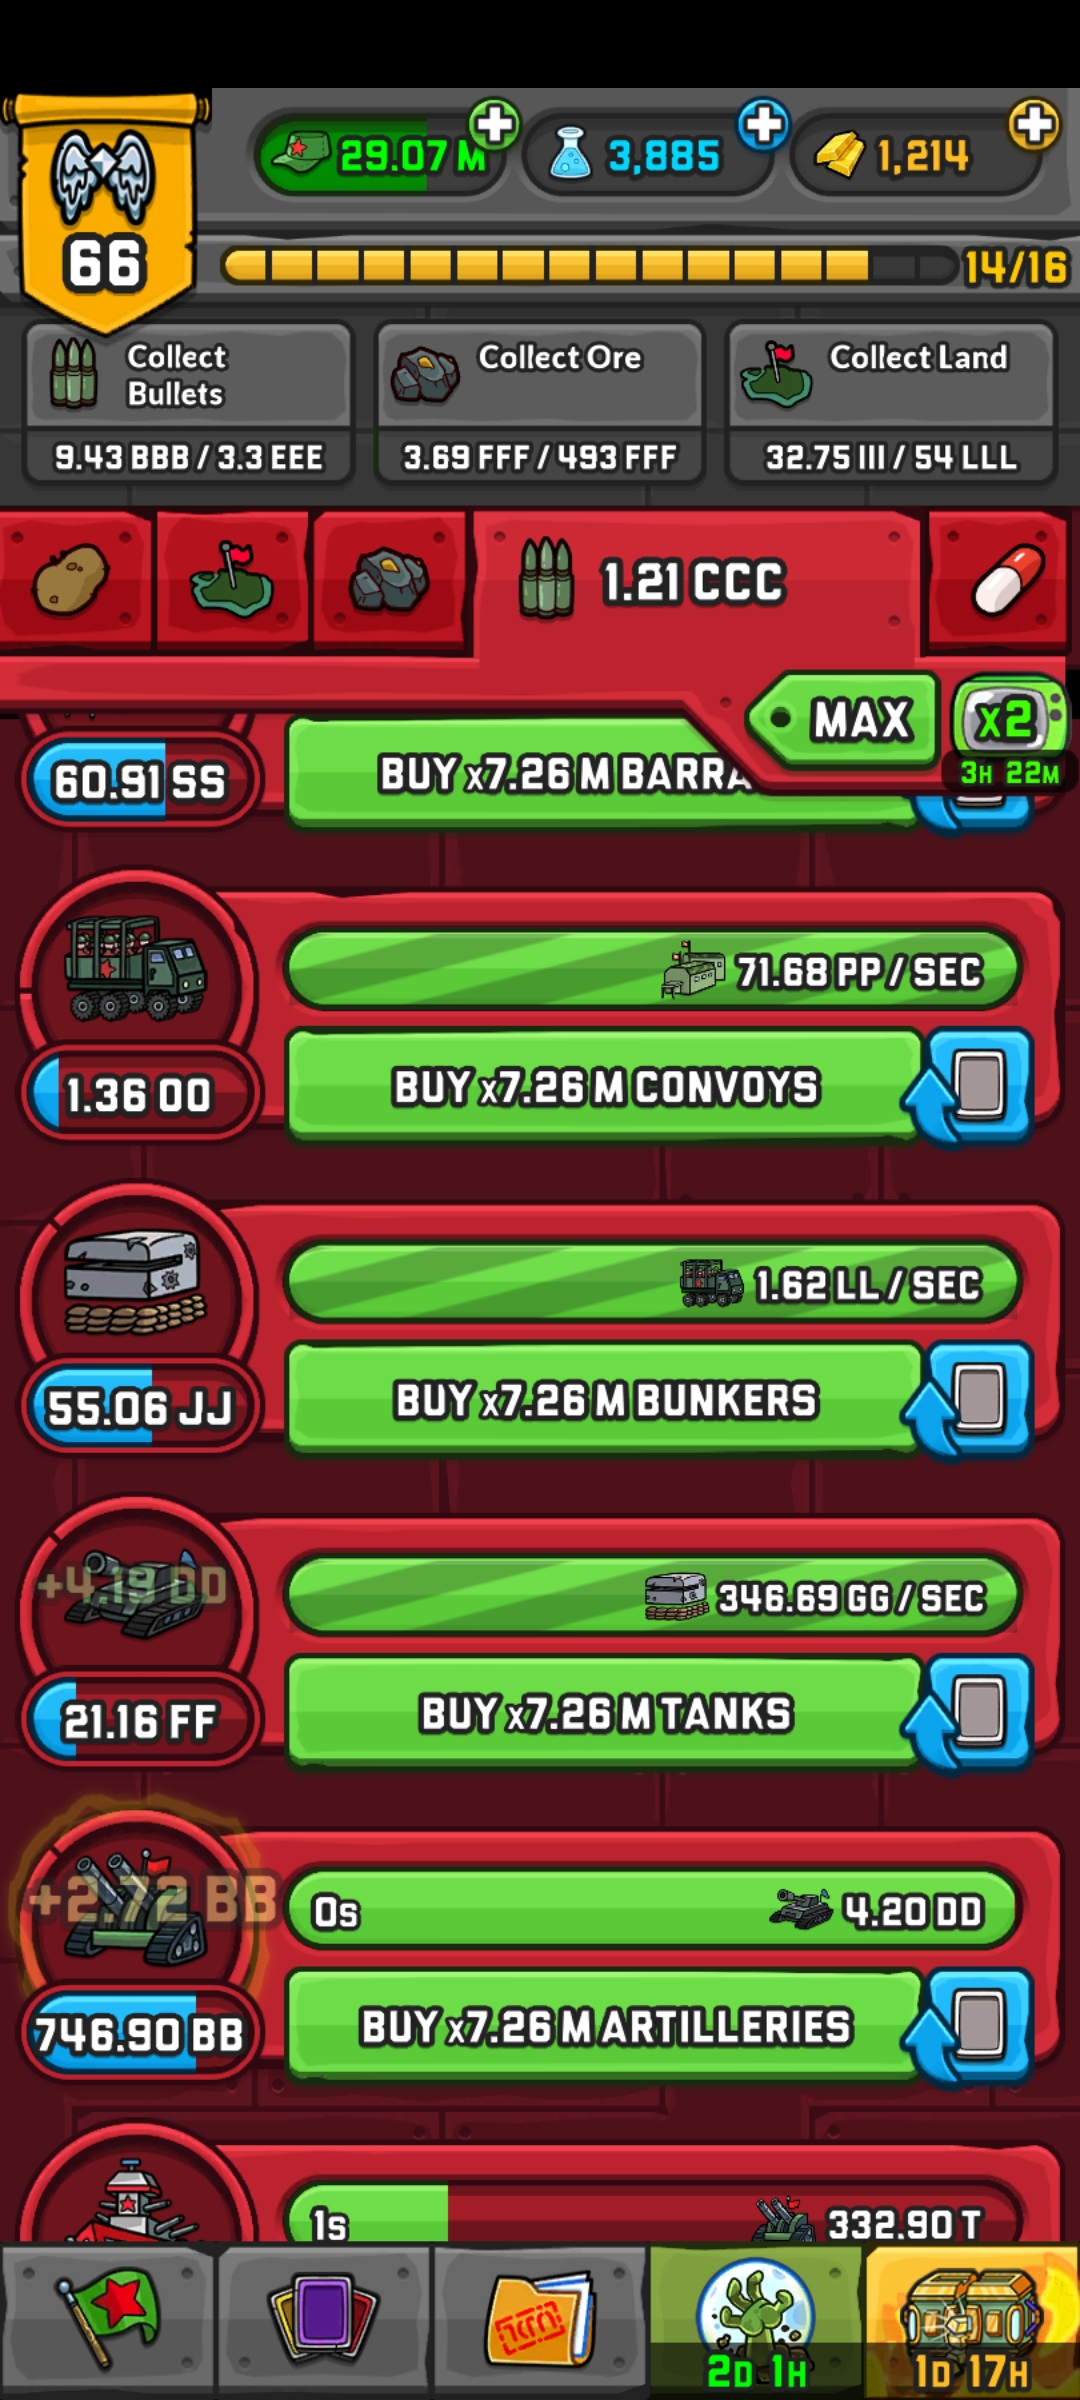 29.07 M
3,885
1,214
66
14/16
Collect
Bullets
9.43 BBB / 3.3 EEE
Collect Ore
3.69 FFF / 493 FFF
Collect Land
32.75 III / 54 LLL
1.21 CCC
MAX
x2
3H 22M
60.91 SS
BUY x7.26 M BARRA
71.68 PP / SEC
1.36 OO
BUY x7.26 M CONVOYS
1.62 LL / SEC
55.06 JJ
BUY x7.26 M BUNKERS
+4.19 DD
346.69 GG / SEC
21.16 FF
BUY x7.26 M TANKS
+2.72 BB
0s
4.20 DD
746.90 BB
BUY x7.26 M ARTILLERIES
1s
332.90 T
2D 1H
1D 17H